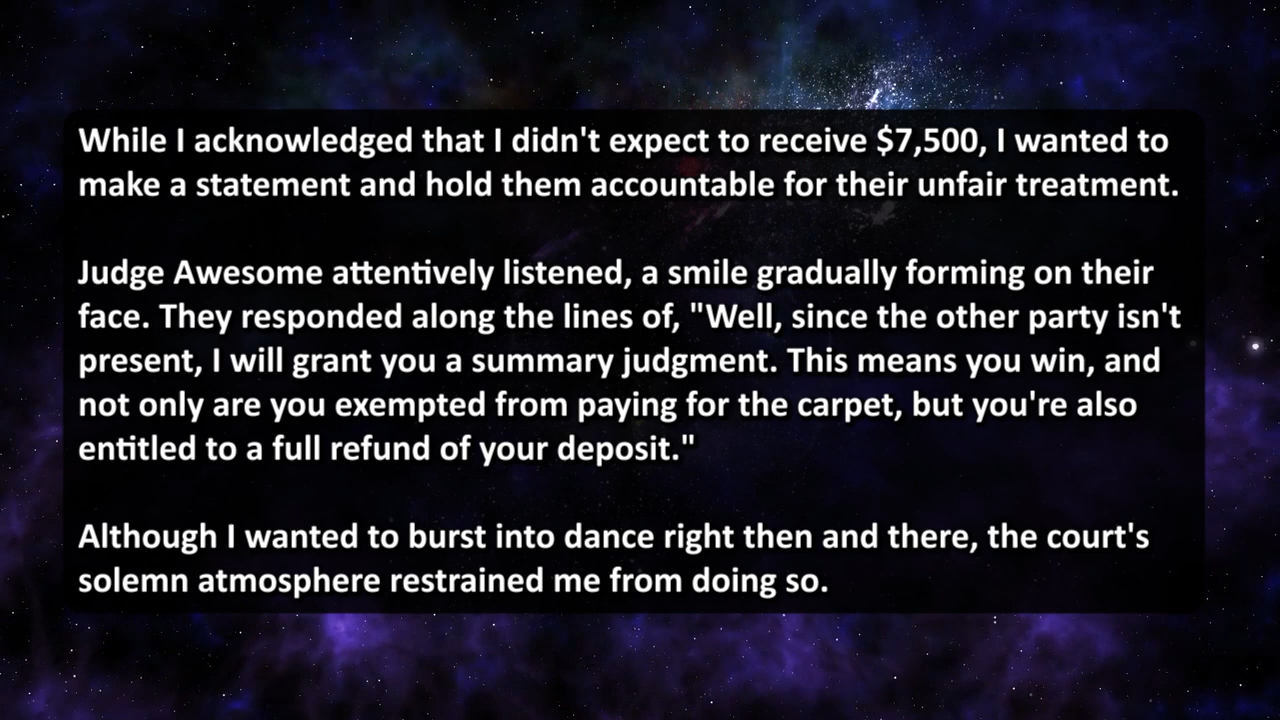 While I acknowledged that I didn't expect to receive $7,500, I wanted to
make a statement and hold them accountable for their unfair treatment.
Judge Awesome attentively listened, a smile gradually forming on their
face. They responded along the lines of, "Well, since the other party isn't
present, I will grant you a summary judgment. This means you win, and
not only are you exempted from paying for the carpet, but you're also
entitled to a full refund of your deposit."
Although I wanted to burst into dance right then and there, the court's
solemn atmosphere restrained me from doing so.